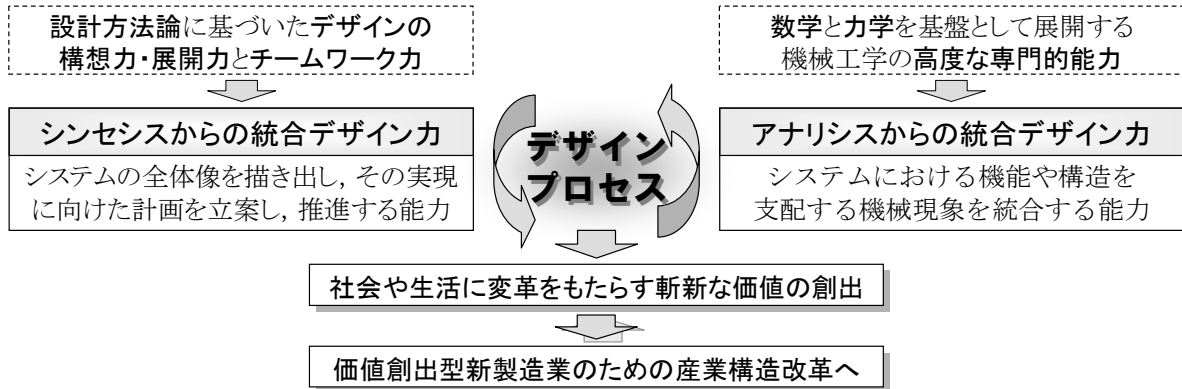 設計方法論に基づいたデザインの
構想力・展開力とチームワーク力
シンセシスからの統合デザイン力
システムの全体像を描き出し, その実現
に向けた計画を立案し, 推進する能力
デザイン
プロセス
数学と力学を基盤として展開する
機械工学の高度な専門的能力
アナリシスからの統合デザイン力
システムにおける機能や構造を
支配する機械現象を統合する能力
社会や生活に変革をもたらす斬新な価値の創出
価値創出型新製造業のための産業構造改革へ